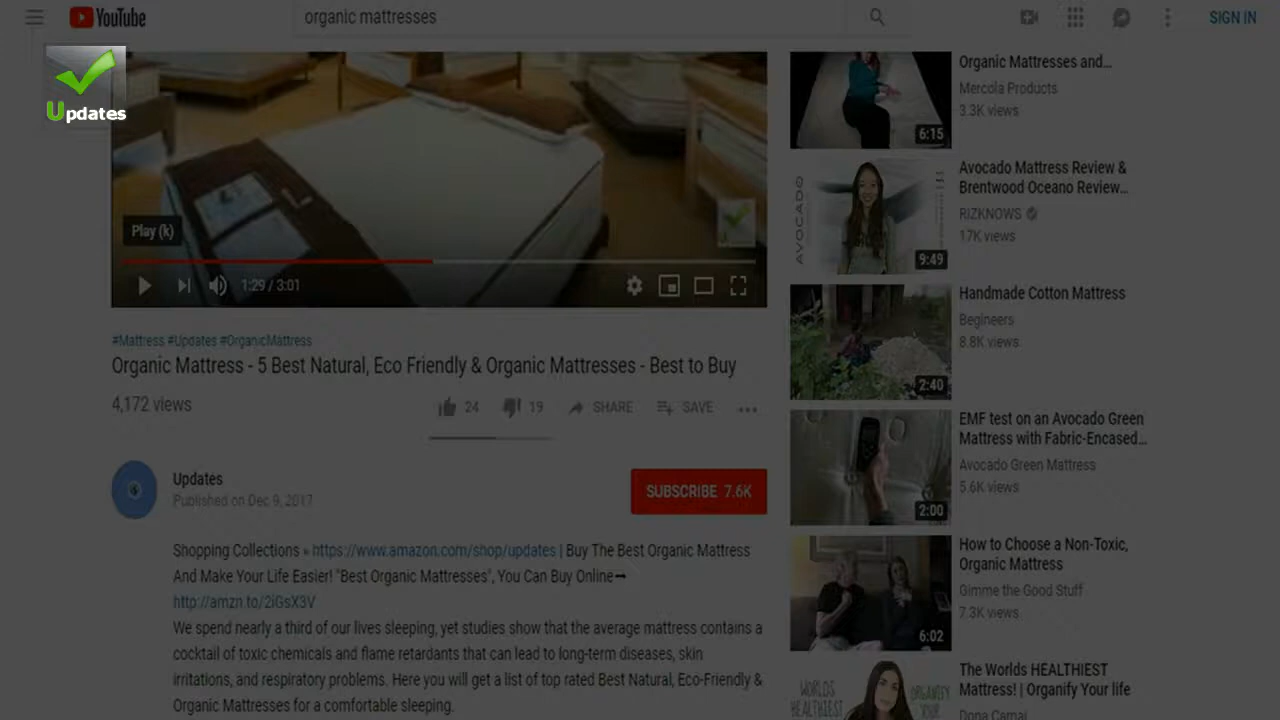 YouTube
organic mattresses
SIGN IN
Updates
Play (k)
1:29 / 3:01
#Mattress #Updates #OrganicMattress
Organic Mattress - 5 Best Natural, Eco Friendly & Organic Mattresses - Best to Buy
4,172 views
24
19
SHARE
SAVE
Updates
Published on Dec 9, 2017
SUBSCRIBE 7.6K
Shopping Collections » https://www.amazon.com/shop/updates | Buy The Best Organic Mattress
And Make Your Life Easier! "Best Organic Mattresses", You Can Buy Online➞
http://amzn.to/2iGsX3V
We spend nearly a third of our lives sleeping, yet studies show that the average mattress contains a
cocktail of toxic chemicals and flame retardants that can lead to long-term diseases, skin
irritations, and respiratory problems. Here you will get a list of top rated Best Natural, Eco-Friendly &
Organic Mattresses for a comfortable sleeping.
6:15
Organic Mattresses and...
Mercola Products
3.3K views
AVOCADO
9:49
Avocado Mattress Review &
Brentwood Oceano Review...
RIZKNOWS
17K views
2:40
Handmade Cotton Mattress
Begineers
8.8K views
2:00
EMF test on an Avocado Green
Mattress with Fabric-Encased...
Avocado Green Mattress
5.6K views
6:02
How to Choose a Non-Toxic,
Organic Mattress
Gimme the Good Stuff
7.3K views
WORLDS
HEALTHIEST
ORGANIFY
YOUR
The Worlds HEALTHIEST
Mattress! | Organify Your life